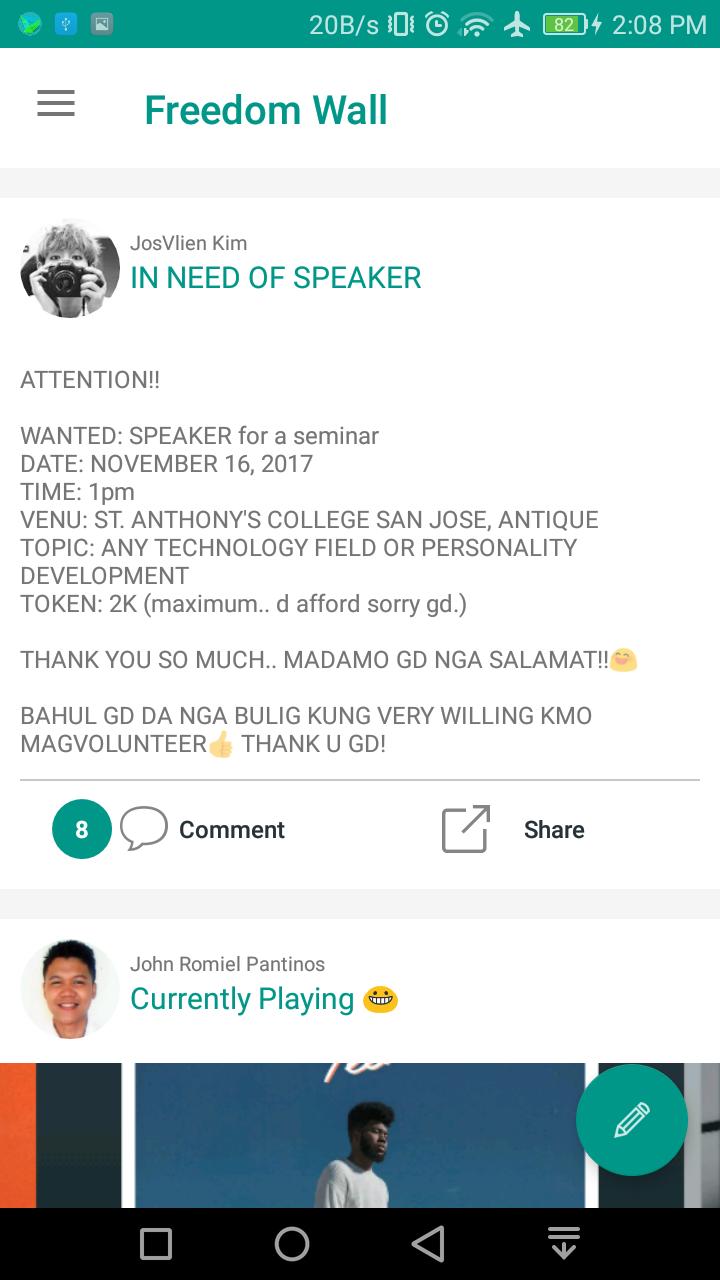 20B/s 82 2:08 PM
Freedom Wall
JosVlien Kim
IN NEED OF SPEAKER
ATTENTION!!
WANTED: SPEAKER for a seminar
DATE: NOVEMBER 16, 2017
TIME: 1pm
VENU: ST. ANTHONY'S COLLEGE SAN JOSE, ANTIQUE
TOPIC: ANY TECHNOLOGY FIELD OR PERSONALITY
DEVELOPMENT
TOKEN: 2K (maximum.. d afford sorry gd.)
THANK YOU SO MUCH.. MADAMO GD NGA SALAMAT!!😄
BAHUL GD DA NGA BULIG KUNG VERY WILLING KMO
MAGVOLUNTEER👍 THANK U GD!
8 Comment Share
John Romiel Pantinos
Currently Playing 😁